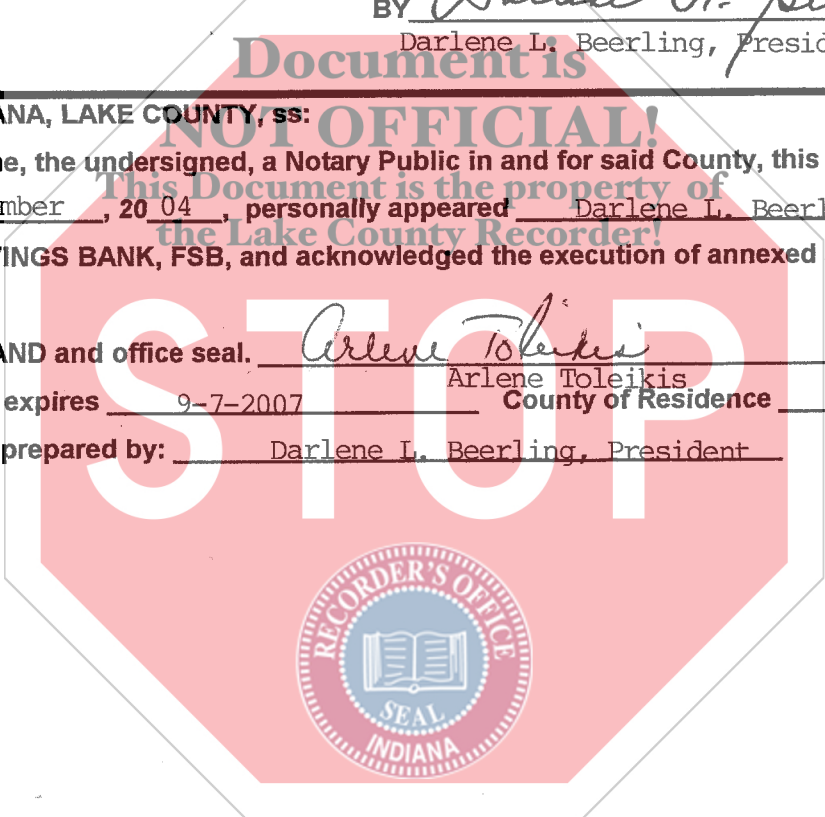 BY
Darlene L. Beerling, Presid
Document is
NOT OFFICIAL!
This Document is the property of
the Lake County Recorder!
ANA, LAKE COUNTY, ss:
e, the undersigned, a Notary Public in and for said County, this
mber, 20 04, personally appeared Darlene L. Beerl
INGS BANK, FSB, and acknowledged the execution of annexed
AND and office seal. Arlene Toleikis
Arlene Toleikis
expires 9-7-2007 County of Residence
prepared by: Darlene L. Beerling, President
STOP
RECORDER'S OFFICE
SEAL
INDIANA